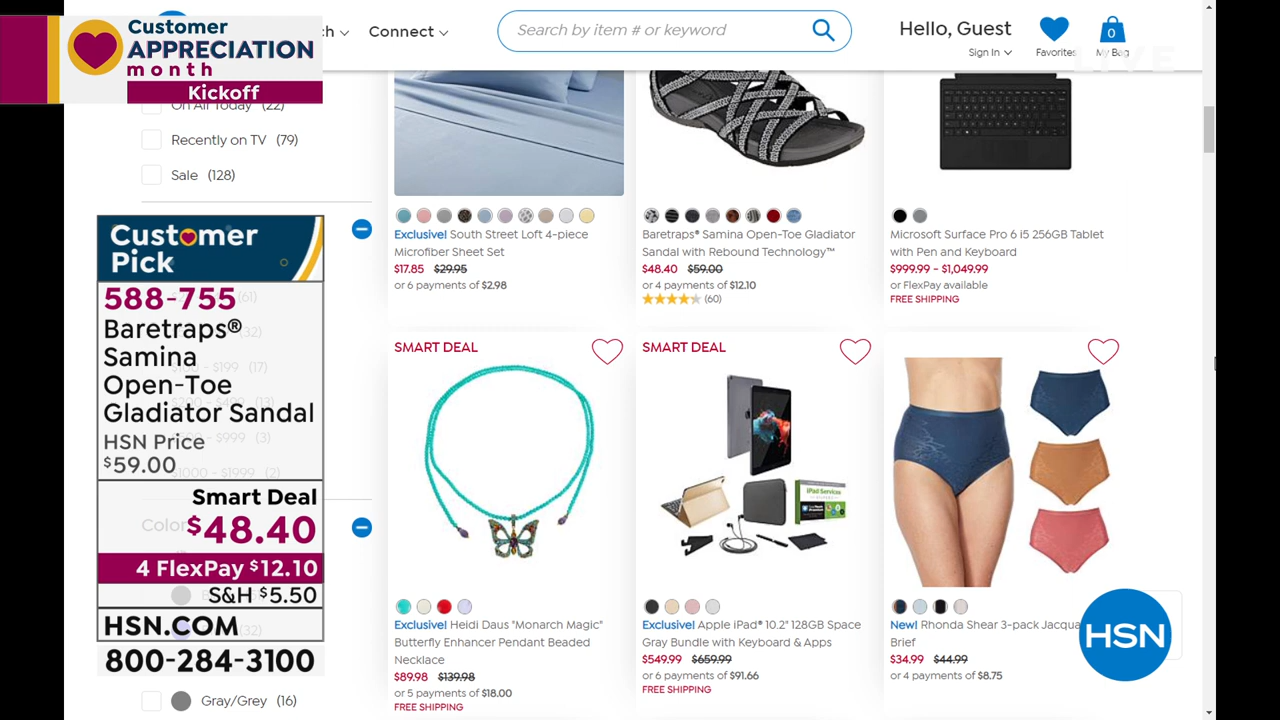 Customer
APPRECIATION
month
Kickoff
Connect
Search by item # or keyword
Hello, Guest
Sign In
Favorites
0
My Bag
LIVE
On Air Today (22)
Recently on TV (79)
Sale (128)
Customer
Pick
588-755
Baretraps®
Samina
Open-Toe
Gladiator Sandal
HSN Price
$59.00
Smart Deal
$48.40
4 FlexPay $12.10
S&H $5.50
HSN.COM
800-284-3100
Color
Gray/Grey (16)
Exclusive! South Street Loft 4-piece
Microfiber Sheet Set
$17.85 $29.95
or 6 payments of $2.98
Baretraps® Samina Open-Toe Gladiator
Sandal with Rebound Technology™
$48.40 $59.00
or 4 payments of $12.10
(60)
Microsoft Surface Pro 6 i5 256GB Tablet
with Pen and Keyboard
$999.99 - $1,049.99
or FlexPay available
FREE SHIPPING
SMART DEAL
Exclusive! Heidi Daus "Monarch Magic"
Butterfly Enhancer Pendant Beaded
Necklace
$89.98 $139.98
or 5 payments of $18.00
FREE SHIPPING
SMART DEAL
iPad Services
Exclusive! Apple iPad® 10.2" 128GB Space
Gray Bundle with Keyboard & Apps
$549.99 $659.99
or 6 payments of $91.66
FREE SHIPPING
New! Rhonda Shear 3-pack
Brief
$34.99 $44.99
or 4 payments of $8.75
HSN